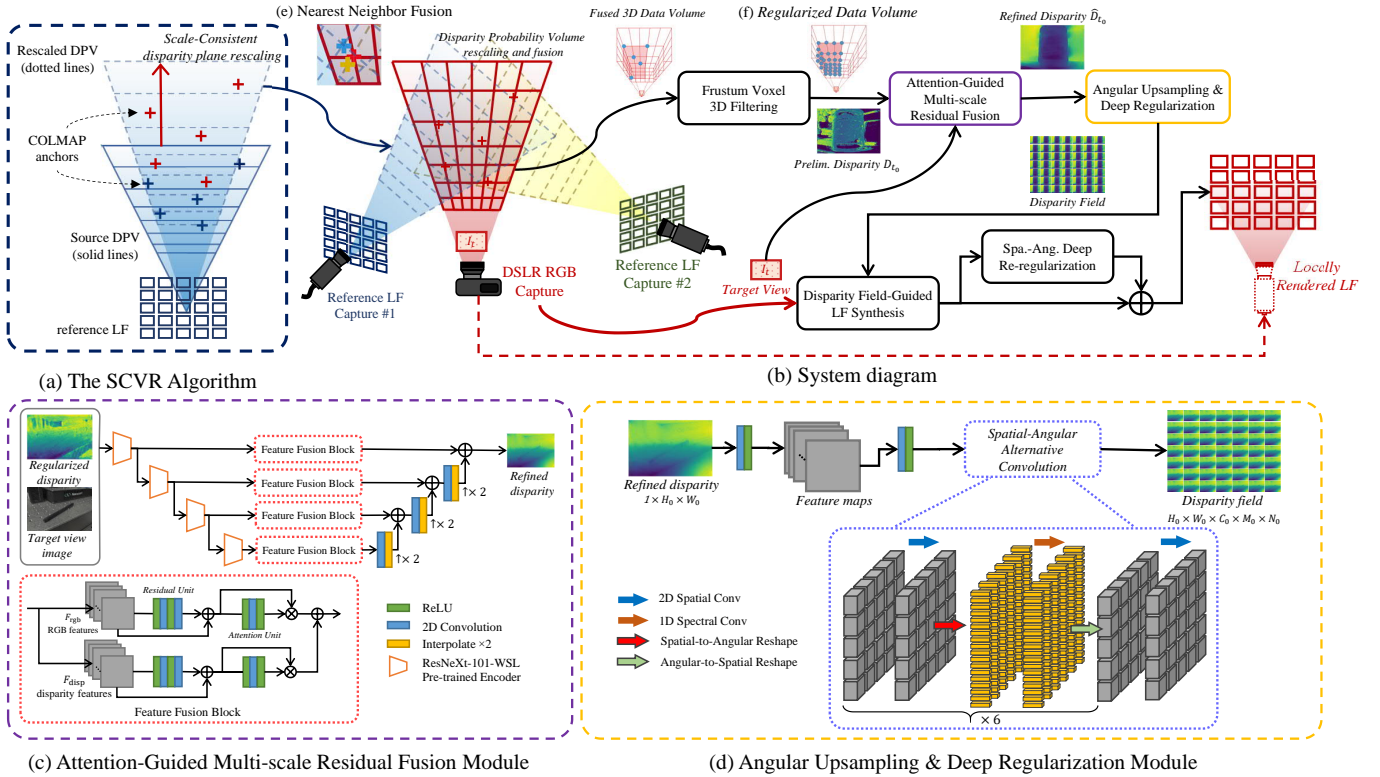 Rescaled DPV
(dotted lines)
Scale-Consistent
disparity plane rescaling
COLMAP
anchors
Source DPV
(solid lines)
reference LF
(a) The SCVR Algorithm
(e) Nearest Neighbor Fusion
Disparity Probability Volume
rescaling and fusion
I_t
Reference LF
Capture #1
DSLR RGB
Capture
Reference LF
Capture #2
Fused 3D Data Volume
Frustum Voxel
3D Filtering
(f) Regularized Data Volume
Prelim. Disparity D_{t_0}
Attention-Guided
Multi-scale
Residual Fusion
Refined Disparity D̂_{t_0}
Angular Upsampling &
Deep Regularization
Disparity Field
I_t
Target View
Disparity Field-Guided
LF Synthesis
Spa.-Ang. Deep
Re-regularization
Locally
Rendered LF
(b) System diagram
Regularized
disparity
Target view
image
Feature Fusion Block
Feature Fusion Block
Feature Fusion Block
Feature Fusion Block
↑× 2
↑× 2
↑× 2
Refined
disparity
F_rgb
RGB features
Residual Unit
Attention Unit
F_disp
disparity features
Feature Fusion Block
ReLU
2D Convolution
Interpolate ×2
ResNeXt-101-WSL
Pre-trained Encoder
(c) Attention-Guided Multi-scale Residual Fusion Module
Refined disparity
1 × H₀ × W₀
Feature maps
Spatial-Angular
Alternative
Convolution
Disparity field
H₀ × W₀ × C₀ × M₀ × N₀
2D Spatial Conv
1D Spectral Conv
Spatial-to-Angular Reshape
Angular-to-Spatial Reshape
× 6
(d) Angular Upsampling & Deep Regularization Module